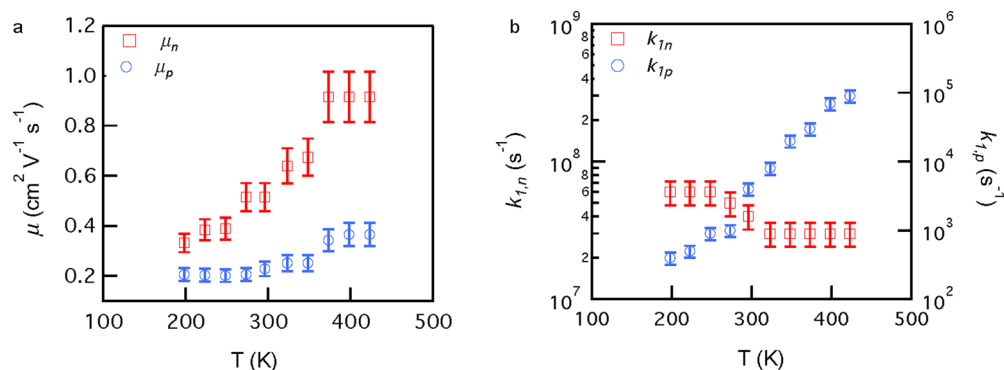 a
μn
μp
1.2
1.0
0.8
0.6
0.4
0.2
μ (cm² V⁻¹ s⁻¹)
100 200 300 400 500
T (K)
b
k1n
k1p
10⁹
8
6
4
2
10⁸
8
6
4
2
10⁷
k1,n (s⁻¹)
10⁶
10⁵
10⁴
10³
10²
k1,p (s⁻¹)
100 200 300 400 500
T (K)